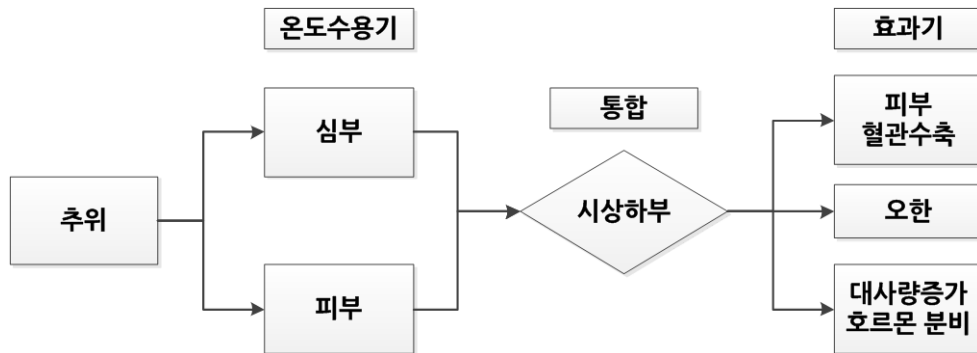 온도수용기
효과기
심부
통합
피부
혈관수축
추위
시상하부
오한
피부
대사량증가
호르몬 분비